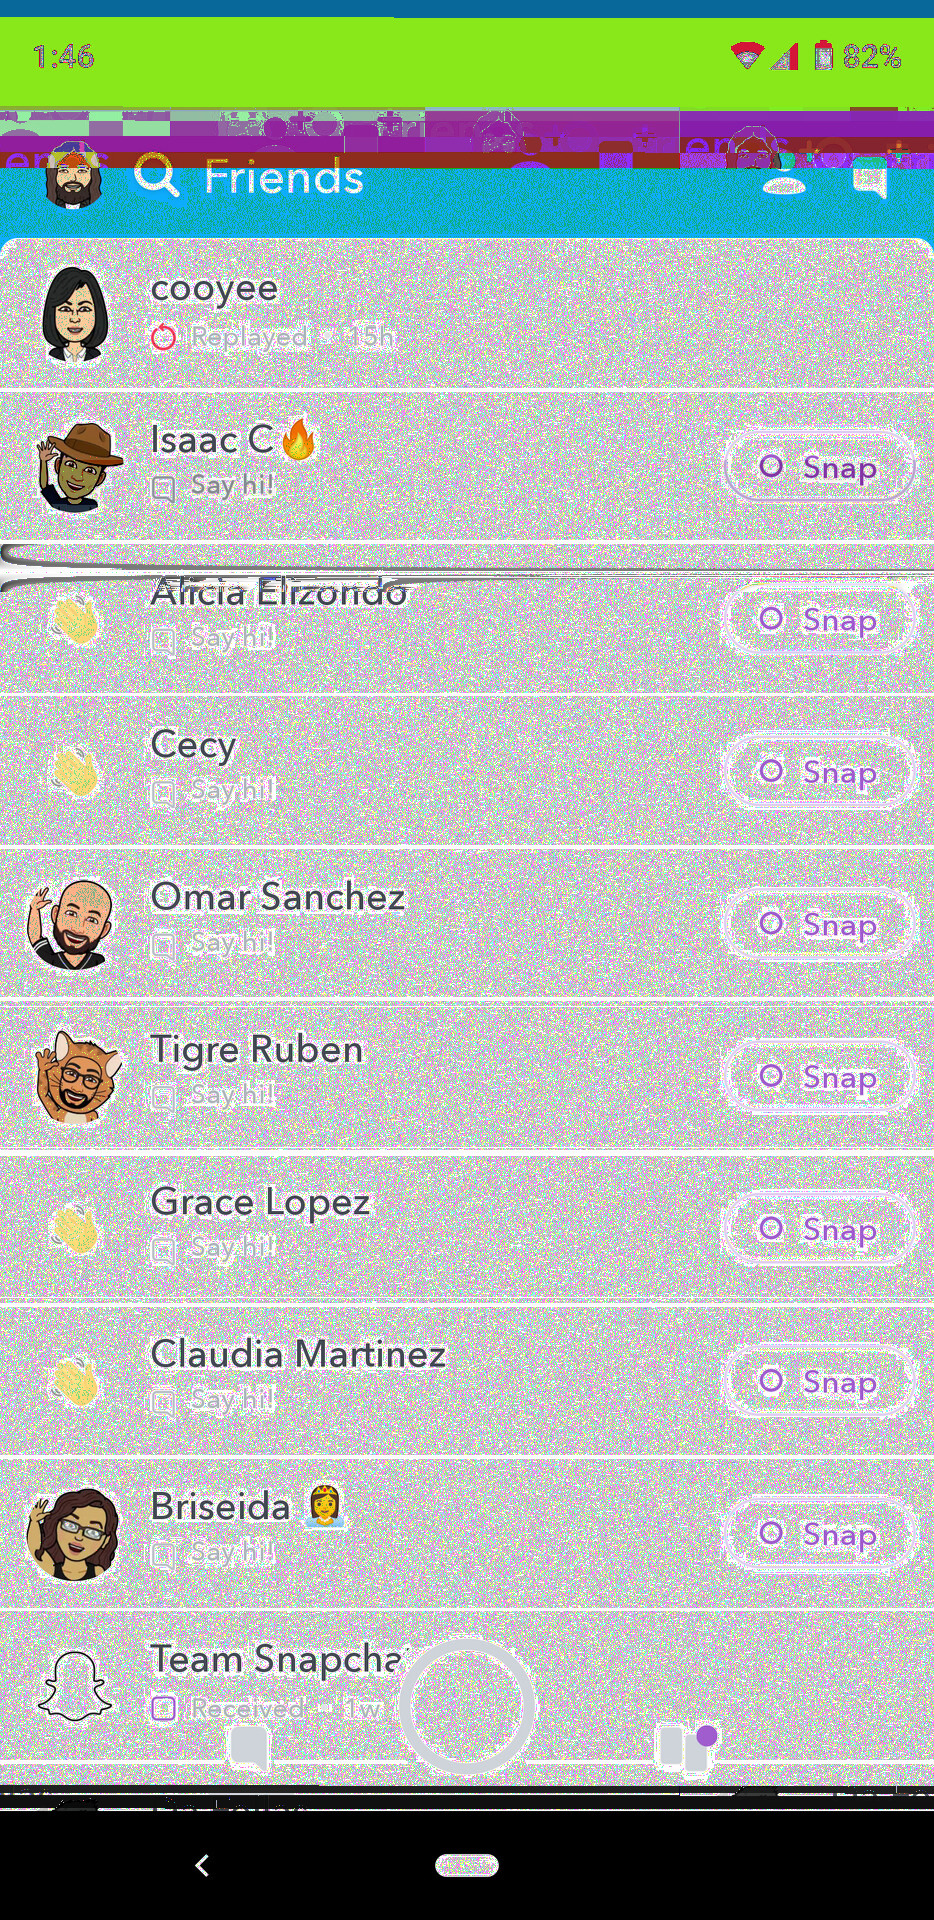 1:46
82%
Friends
cooyee
Replayed · 15h
Isaac C🔥
Say hi!
Snap
Alicia Elizondo
Say hi!
Snap
Cecy
Say hi!
Snap
Omar Sanchez
Say hi!
Snap
Tigre Ruben
Say hi!
Snap
Grace Lopez
Say hi!
Snap
Claudia Martinez
Say hi!
Snap
Briseida 👸
Say hi!
Snap
Team Snapcha
Received · 1w